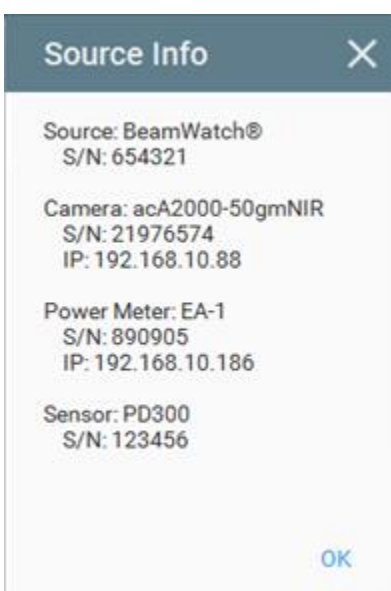 Source Info
Source: BeamWatch®
S/N: 654321
Camera: acA2000-50gmNIR
S/N: 21976574
IP: 192.168.10.88
Power Meter: EA-1
S/N: 890905
IP: 192.168.10.186
Sensor: PD300
S/N: 123456
OK